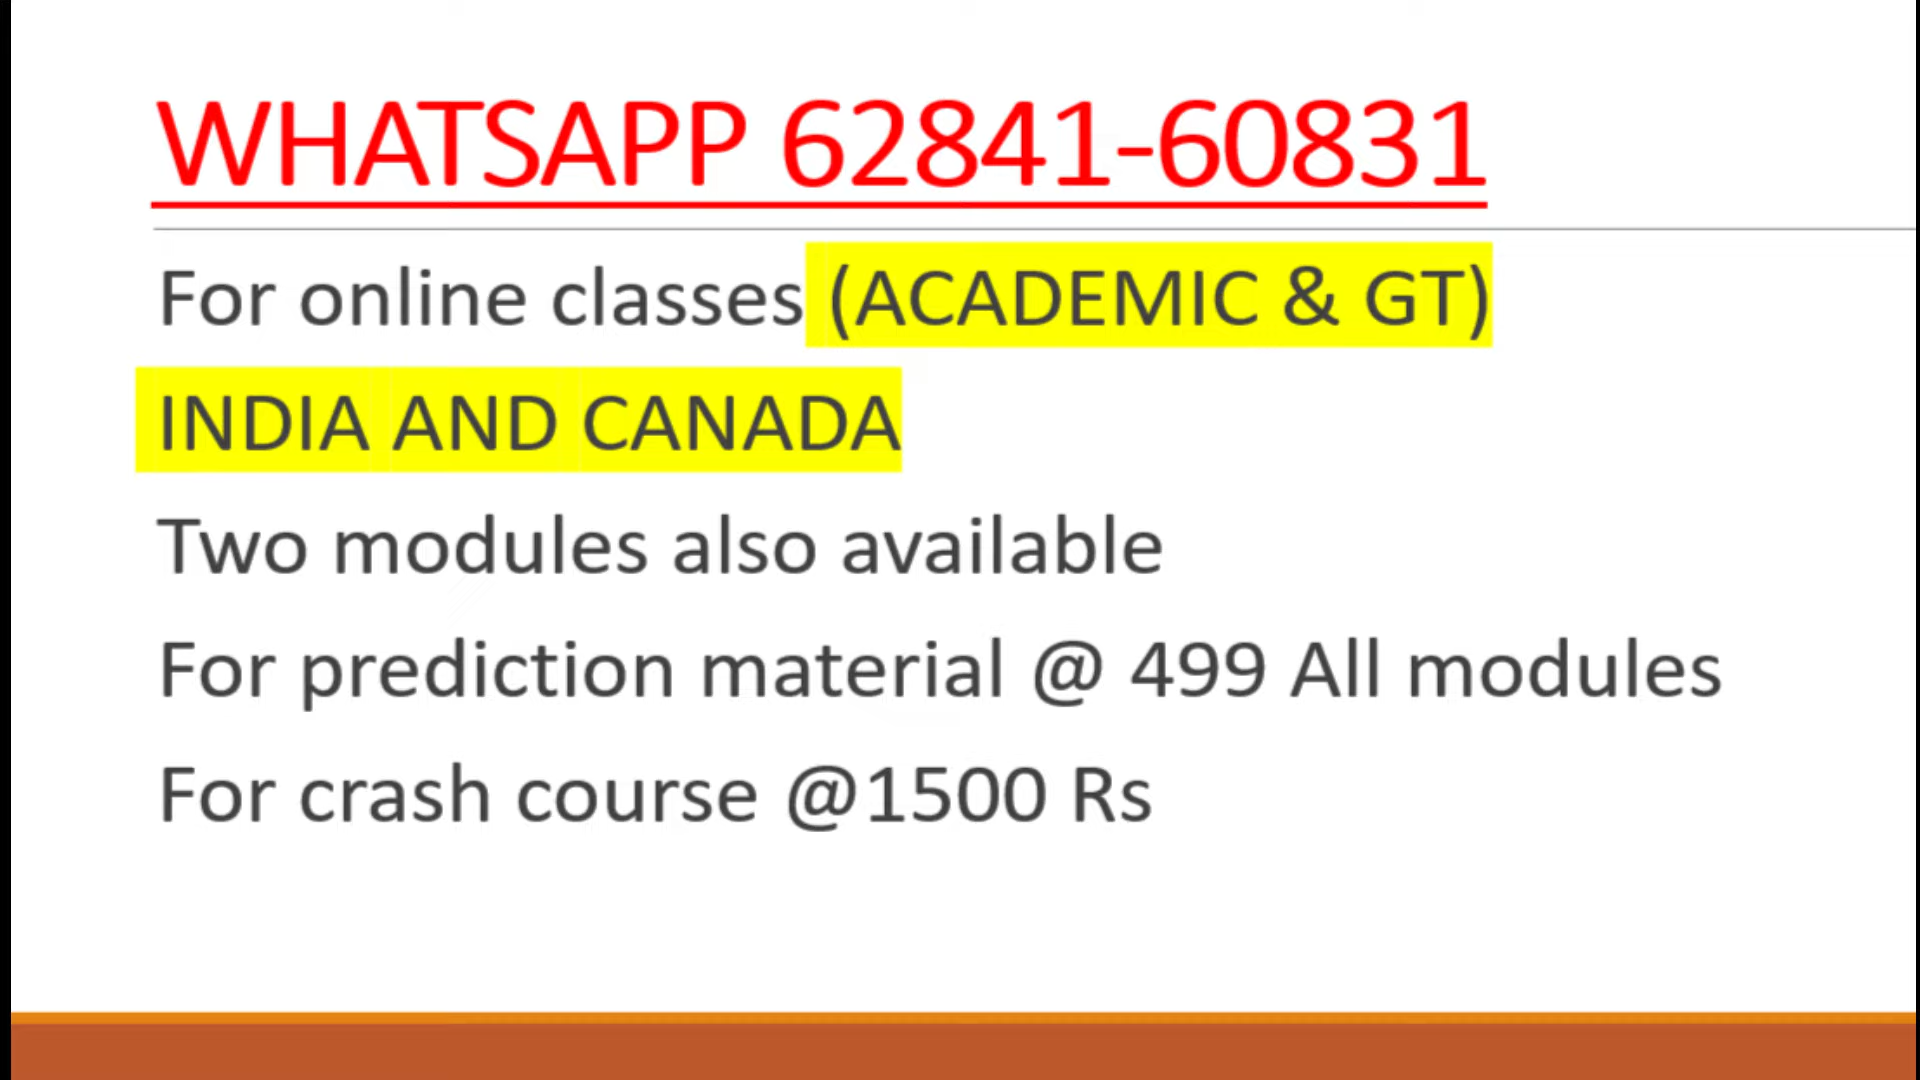 WHATSAPP 62841-60831
For online classes (ACADEMIC & GT)
INDIA AND CANADA
Two modules also available
For prediction material @ 499 All modules
For crash course @1500 Rs